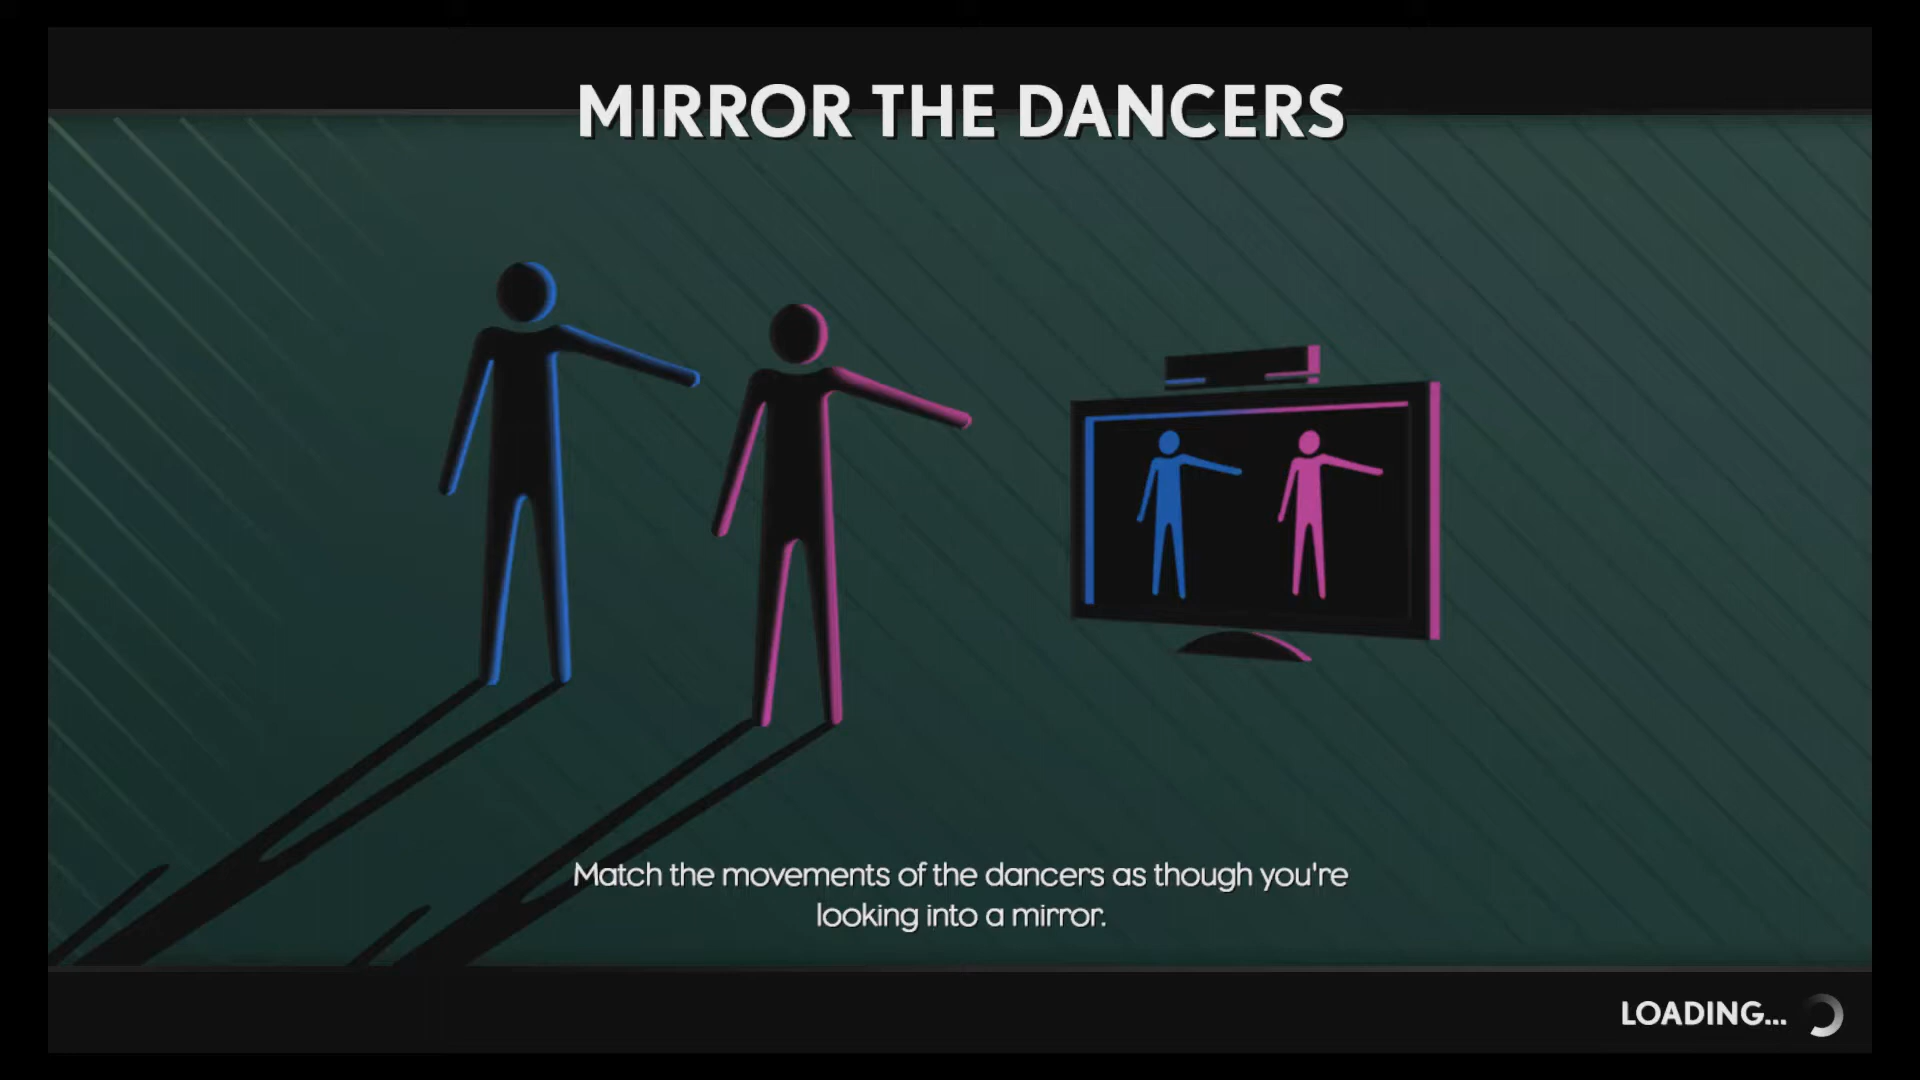 MIRROR THE DANCERS
Match the movements of the dancers as though you're
looking into a mirror.
LOADING...